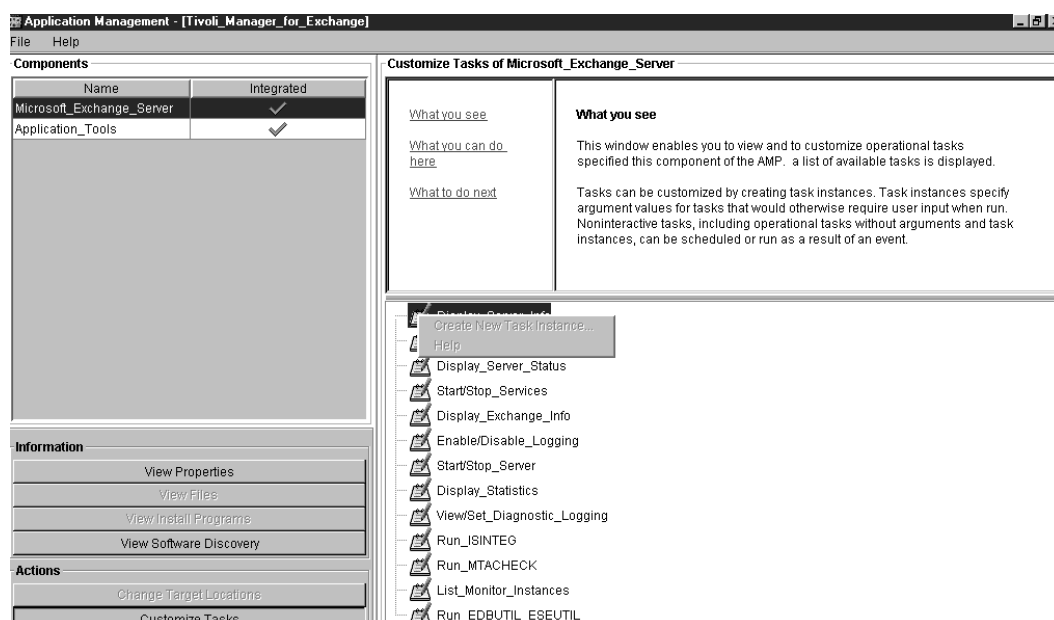 Application Management - [Tivoli_Manager_for_Exchange]
File Help
Components
Name Integrated
Microsoft_Exchange_Server
Application_Tools
Information
View Properties
View Files
View Install Programs
View Software Discovery
Actions
Change Target Locations
Customize Tasks
Customize Tasks of Microsoft_Exchange_Server
What you see
What you can do
here
What to do next
What you see
This window enables you to view and to customize operational tasks
specified this component of the AMP. a list of available tasks is displayed.
Tasks can be customized by creating task instances. Task instances specify
argument values for tasks that would otherwise require user input when run.
Noninteractive tasks, including operational tasks without arguments and task
instances, can be scheduled or run as a result of an event.
Display_Server_Info
Create New Task Instance...
Help
Display_Server_Status
Start/Stop_Services
Display_Exchange_Info
Enable/Disable_Logging
Start/Stop_Server
Display_Statistics
View/Set_Diagnostic_Logging
Run_ISINTEG
Run_MTACHECK
List_Monitor_Instances
Run_EDBUTIL_ESEUTIL